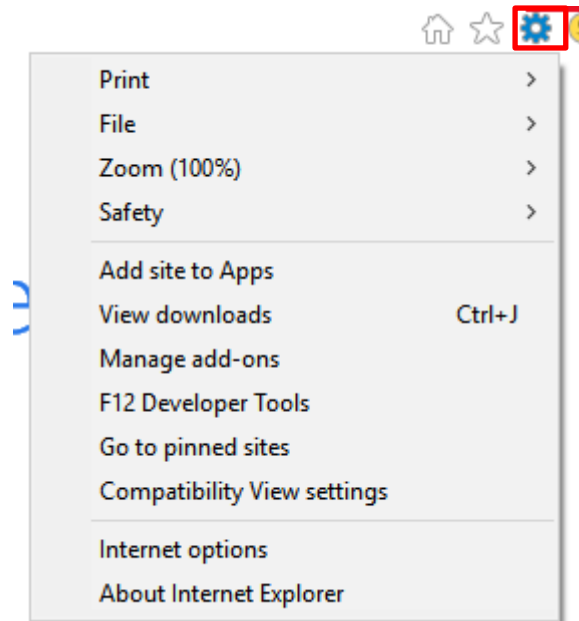 Print
File
Zoom (100%)
Safety
Add site to Apps
View downloads Ctrl+J
Manage add-ons
F12 Developer Tools
Go to pinned sites
Compatibility View settings
Internet options
About Internet Explorer